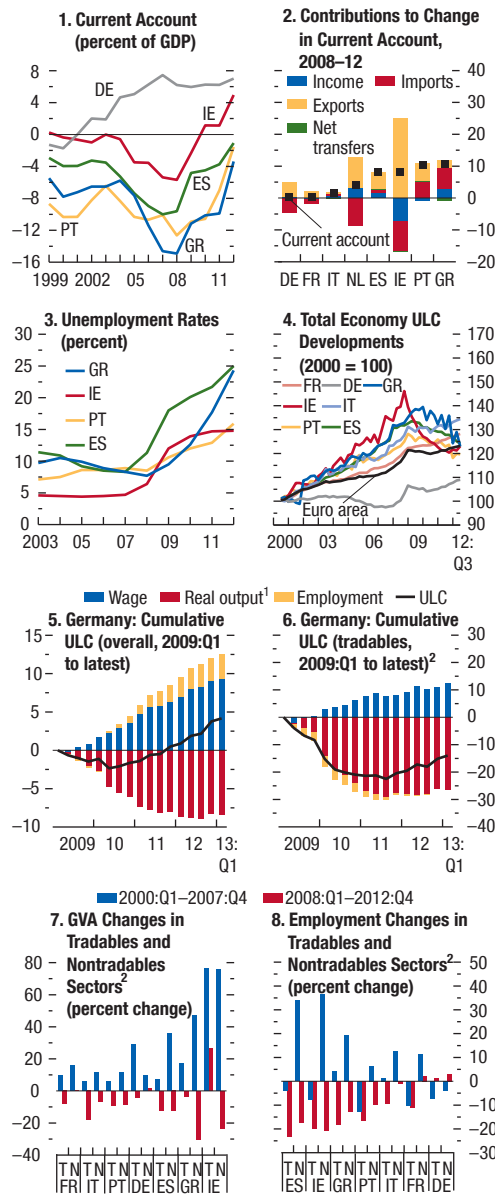 1. Current Account
(percent of GDP)
8
4
0
−4
−8
−12
−16
DE
IE
ES
PT
GR
1999 2002 05 08 11
2. Contributions to Change
in Current Account,
2008–12
Income
Imports
Exports
Net
transfers
40
30
20
10
0
−10
−20
Current account
DE FR IT NL ES IE PT GR
3. Unemployment Rates
(percent)
30
25
20
15
10
5
0
GR
IE
PT
ES
2003 05 07 09 11
4. Total Economy ULC
Developments
(2000 = 100)
FR DE GR
IE IT
PT ES
170
160
150
140
130
120
110
100
90
Euro area
2000 03 06 09 12:
Q3
Wage Real output¹ Employment ULC
5. Germany: Cumulative
ULC (overall, 2009:Q1
to latest)
15
10
5
0
−5
−10
2009 10 11 12 13:
Q1
6. Germany: Cumulative
ULC (tradables,
2009:Q1 to latest)²
30
20
10
0
−10
−20
−30
−40
2009 10 11 12 13:
Q1
2000:Q1–2007:Q4 2008:Q1–2012:Q4
7. GVA Changes in
Tradables and
Nontradables
Sectors²
(percent change)
80
60
40
20
0
−20
−40
T N T N T N T N T N T N T N
FR IT PT DE ES GR IE
8. Employment Changes in
Tradables and
Nontradables Sectors²
(percent change)
50
40
30
20
10
0
−10
−20
−30
T N T N T N T N T N T N T N
ES IE GR PT IT FR DE